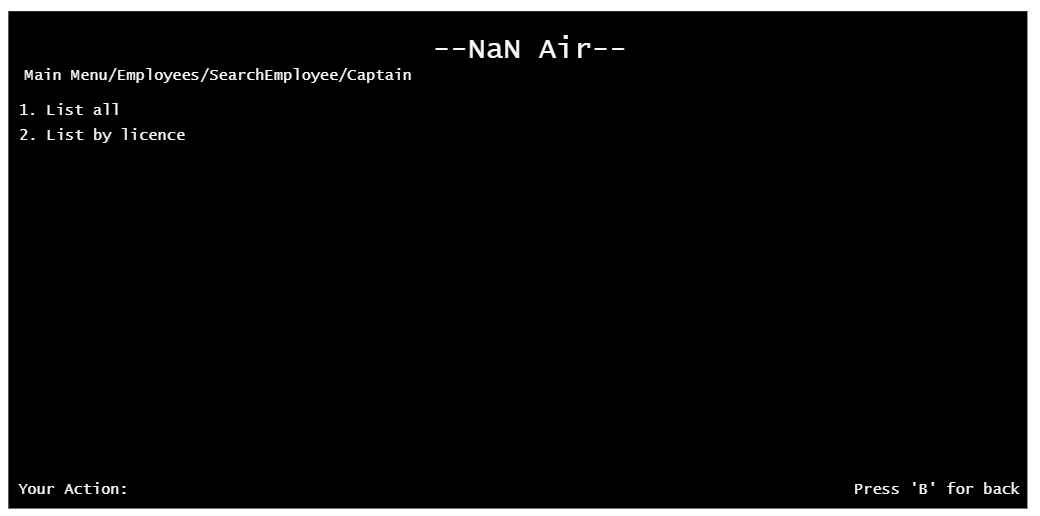 --NaN Air--
Main Menu/Employees/SearchEmployee/Captain
1. List all
2. List by licence
Your Action:
Press 'B' for back